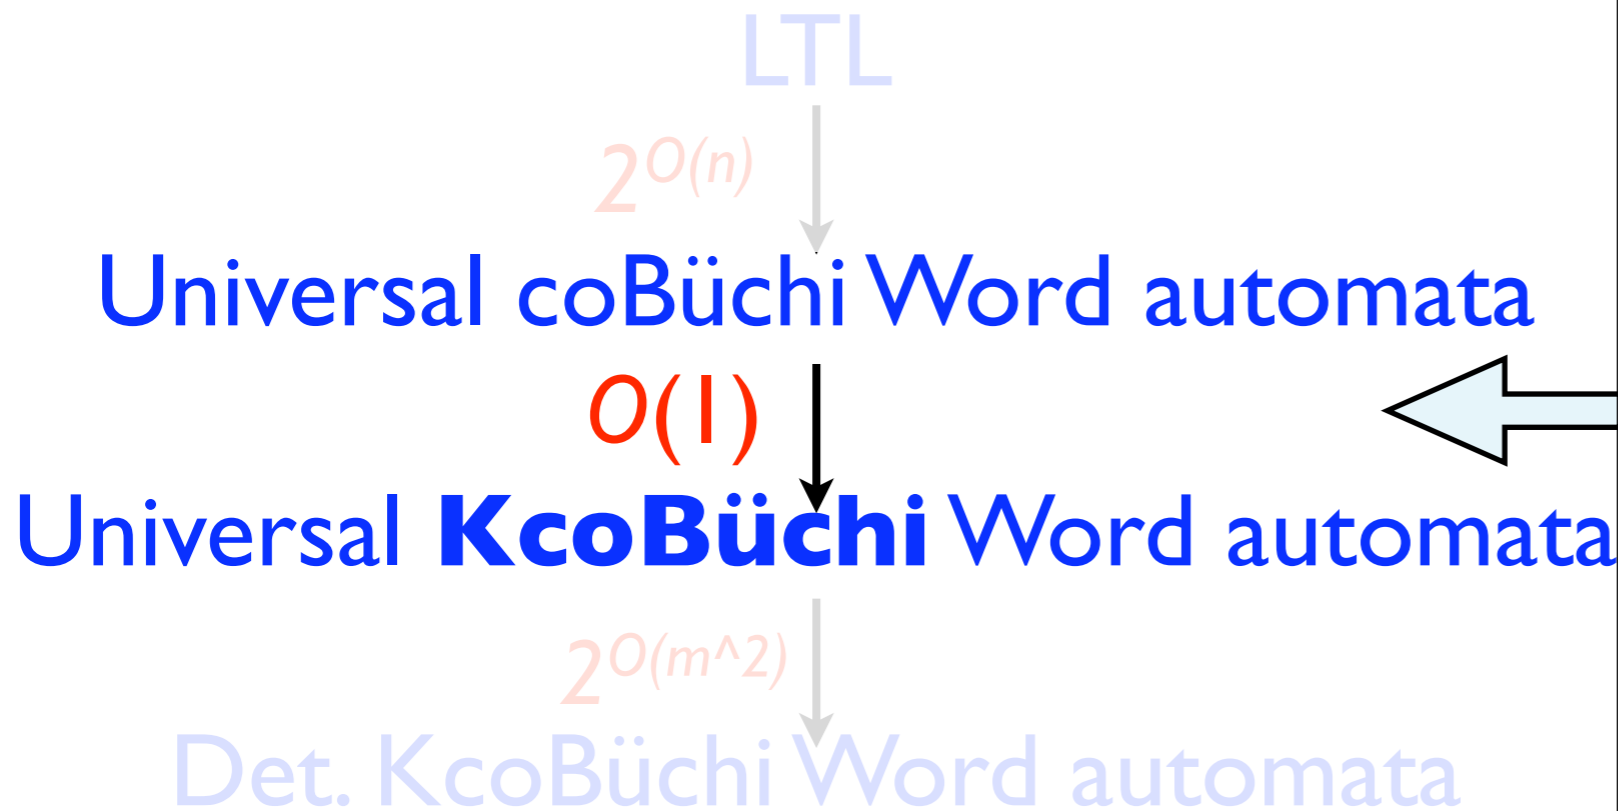 LTL
2^O(n)
Universal coBüchi Word automata
O(1)
Universal KcoBüchi Word automata
2^O(m^2)
Det. KcoBüchi Word automata